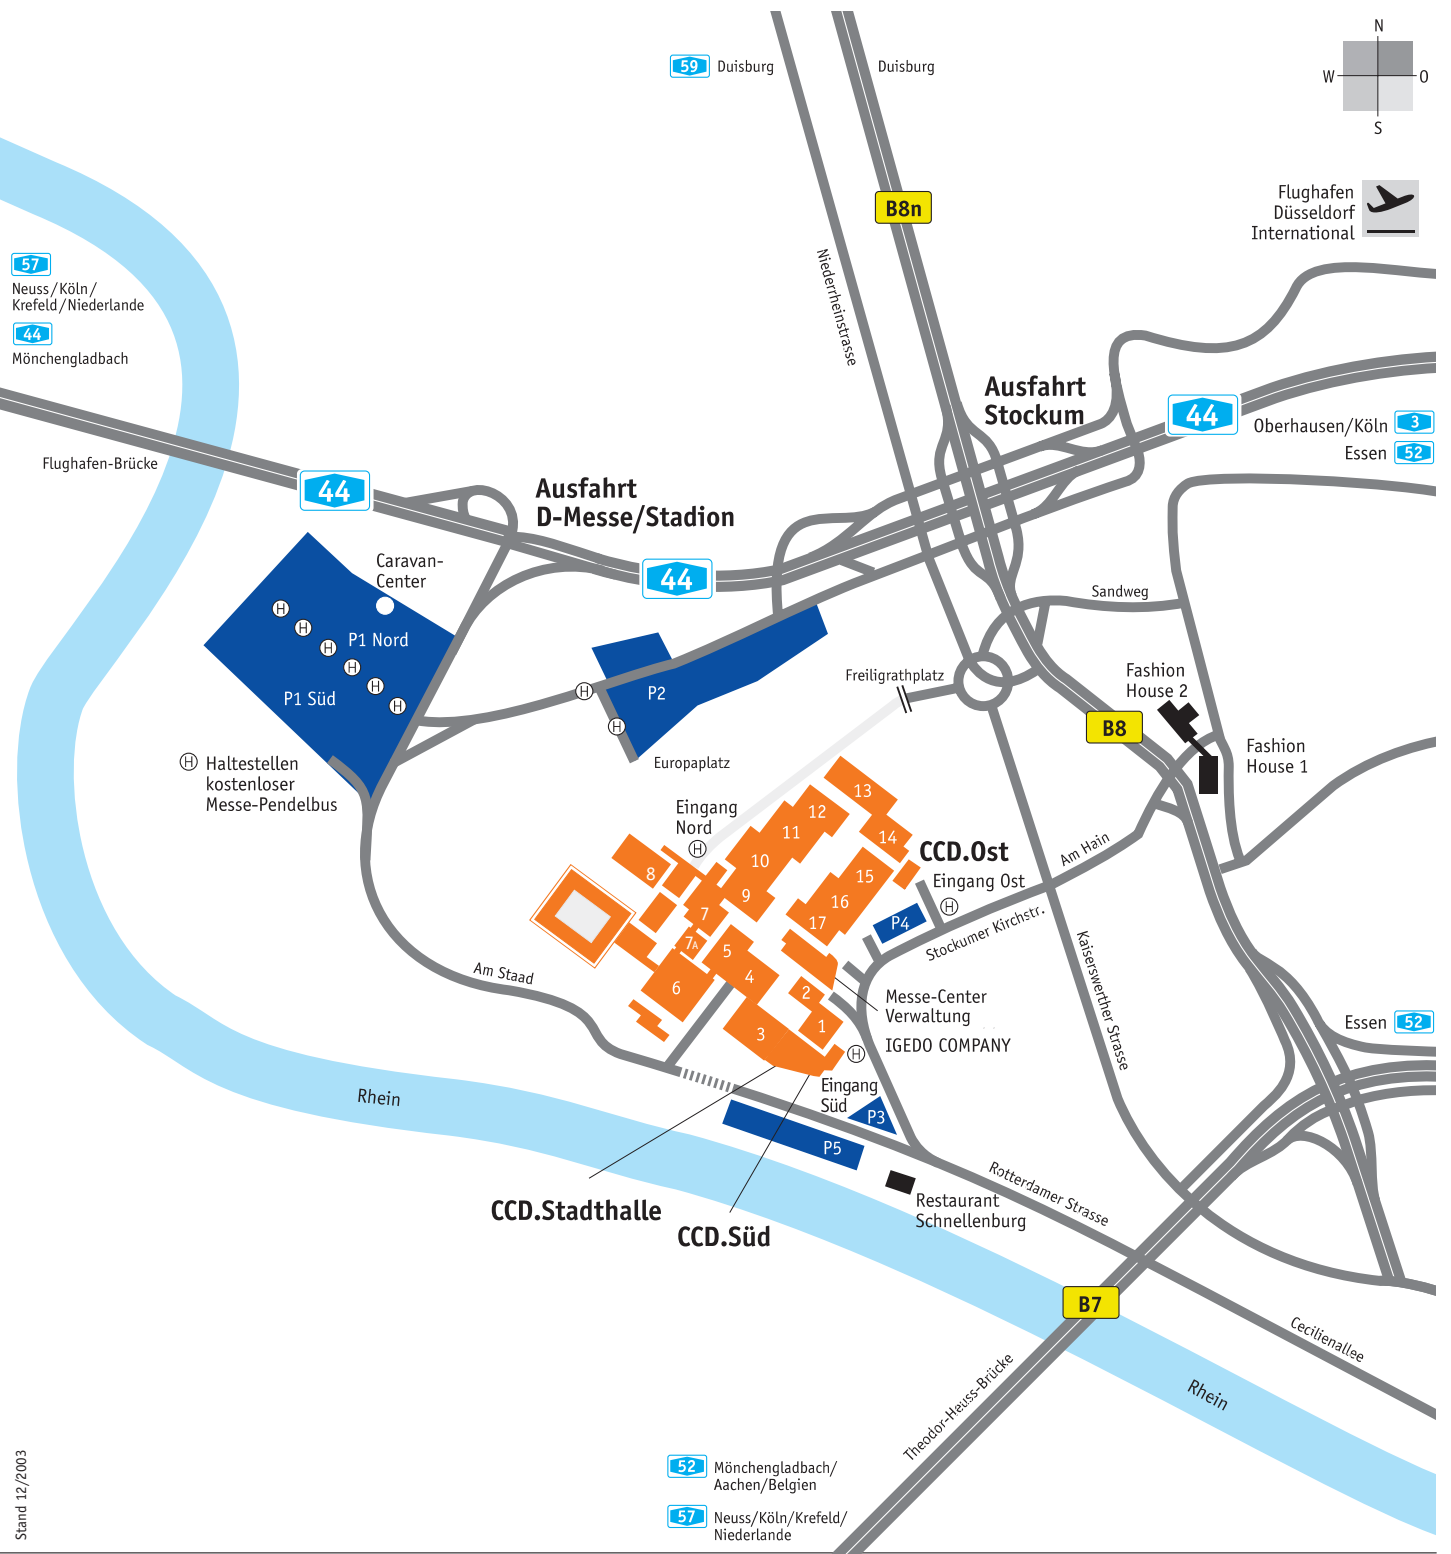 N
W
O
S
59 Duisburg
Duisburg
B8n
Flughafen
Düsseldorf
International
57
Neuss/Köln/
Krefeld/Niederlande
44
Mönchengladbach
Niederrheinstrasse
Ausfahrt
Stockum
44
Oberhausen/Köln 3
Essen 52
Flughafen-Brücke
44
Ausfahrt
D-Messe/Stadion
44
Caravan-
Center
H
H
H
H
H
H
P1 Nord
P1 Süd
Sandweg
Freiligrathplatz
Fashion
House 2
H
P2
H
B8
Fashion
House 1
Europaplatz
H Haltestellen
kostenloser
Messe-Pendelbus
Eingang
Nord
H
13
12
11
14
10
CCD.Ost
Am Hain
8
15
Eingang Ost
H
9
16
7
17
P4
Stockumer Kirchstr.
7A
5
4
6
2
1
3
Am Staad
Kaiserswerther Strasse
Messe-Center
Verwaltung
IGEDO COMPANY
H
Essen 52
Eingang
Süd
P3
P5
Rhein
Rotterdamer Strasse
Restaurant
Schnellenburg
CCD.Stadthalle
CCD.Süd
B7
Cecilienallee
Theodor-Heuss-Brücke
Rhein
52 Mönchengladbach/
Aachen/Belgien
57 Neuss/Köln/Krefeld/
Niederlande
Stand 12/2003